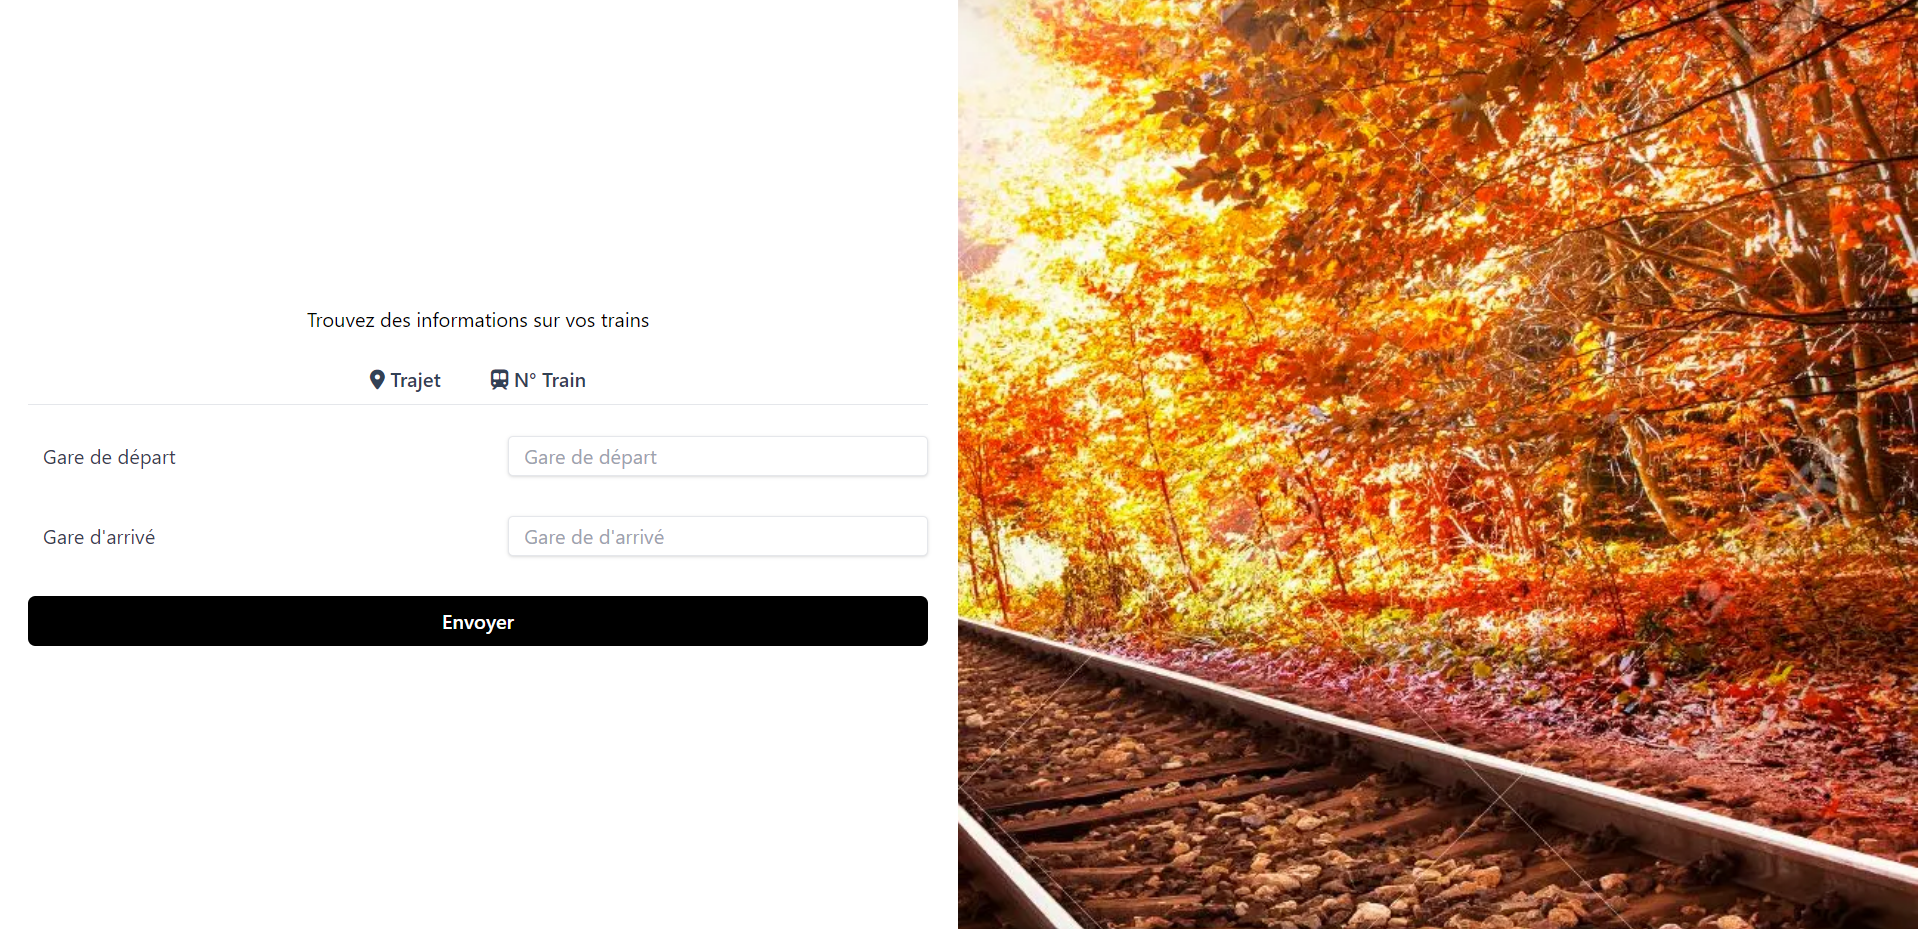 Trouvez des informations sur vos trains
Trajet N° Train
Gare de départ Gare de départ
Gare d'arrivé Gare de d'arrivé
Envoyer